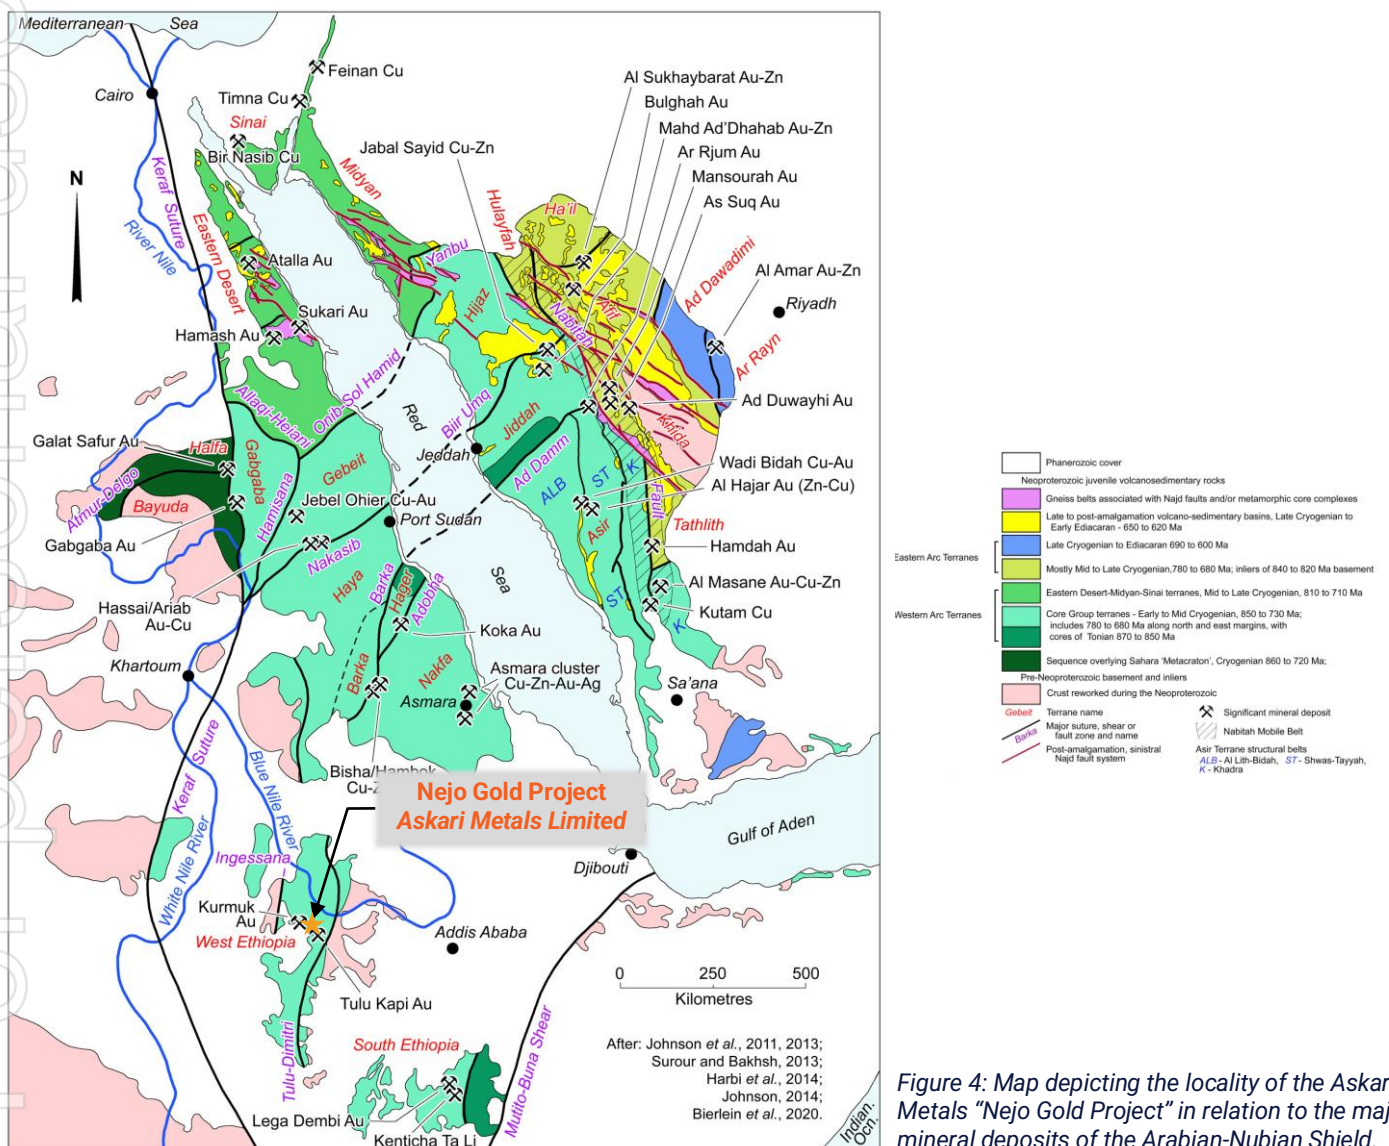 Mediterranean Sea
Cairo
Feinan Cu
Timna Cu
Sinai
Bir Nasib Cu
Al Sukhaybarat Au-Zn
Bulghah Au
Mahd Ad'Dhahab Au-Zn
Ar Rjum Au
Mansourah Au
As Suq Au
Jabal Sayid Cu-Zn
Midyan
N
Keraf Suture
River Nile
Eastern Desert
Atalla Au
Sukari Au
Hamash Au
Yanbu
Hulayfah
Ha'il
Hijaz
Nabitah
Afif
Ad Dawadimi
Al Amar Au-Zn
Riyadh
Ar Rayn
Ad Duwayhi Au
Khida
Allaqi-Heiani
Onib-Sol Hamid
Red
Sea
Biir Umq
Jiddah
Jeddah
Ad Damm
Galat Safur Au
Halfa
Gabgaba
Gebeit
Atmur-Delgo
Bayuda
Hamisana
Jebel Ohier Cu-Au
Port Sudan
Gabgaba Au
Nakasib
ALB
ST
K
Asir
Fault
Wadi Bidah Cu-Au
Al Hajar Au (Zn-Cu)
Tathlith
Hamdah Au
Al Masane Au-Cu-Zn
Kutam Cu
ST
K
Hassai/Ariab
Au-Cu
Haya
Barka
Hager
Adobha
Koka Au
Khartoum
Barka
Nakfa
Asmara cluster
Cu-Zn-Au-Ag
Asmara
Sa'ana
Keraf Suture
Blue Nile River
Bisha/Hambok
Cu-Z
Nejo Gold Project
Askari Metals Limited
Gulf of Aden
Djibouti
White Nile River
Ingessana
Kurmuk
Au
West Ethiopia
Addis Ababa
Tulu Kapi Au
0 250 500
Kilometres
Tulu-Dimitri
South Ethiopia
Lega Dembi Au
Kenticha Ta Li
Mutito-Buna Shear
After: Johnson et al., 2011, 2013;
Surour and Bakhsh, 2013;
Harbi et al., 2014;
Johnson, 2014;
Bierlein et al., 2020.
Indian.
Ocn.
Phanerozoic cover
Neoproterozoic juvenile volcanosedimentary rocks
Gneiss belts associated with Najd faults and/or metamorphic core complexes
Late to post-amalgamation volcano-sedimentary basins, Late Cryogenian to
Early Ediacaran - 650 to 620 Ma
Late Cryogenian to Ediacaran 690 to 600 Ma
Eastern Arc Terranes
Mostly Mid to Late Cryogenian,780 to 680 Ma; inliers of 840 to 820 Ma basement
Eastern Desert-Midyan-Sinai terranes, Mid to Late Cryogenian, 810 to 710 Ma
Western Arc Terranes
Core Group terranes - Early to Mid Cryogenian, 850 to 730 Ma;
includes 780 to 680 Ma along north and east margins, with
cores of Tonian 870 to 850 Ma
Sequence overlying Sahara 'Metacraton', Cryogenian 860 to 720 Ma;
Pre-Neoproterozoic basement and inliers
Crust reworked during the Neoproterozoic
Gebeit Terrane name
Barka Major suture, shear or
fault zone and name
Post-amalgamation, sinistral
Najd fault system
Significant mineral deposit
Nabitah Mobile Belt
Asir Terrane structural belts
ALB - Al Lith-Bidah, ST - Shwas-Tayyah,
K - Khadra
Figure 4: Map depicting the locality of the Askar
Metals "Nejo Gold Project" in relation to the maj
mineral deposits of the Arabian-Nubian Shield.